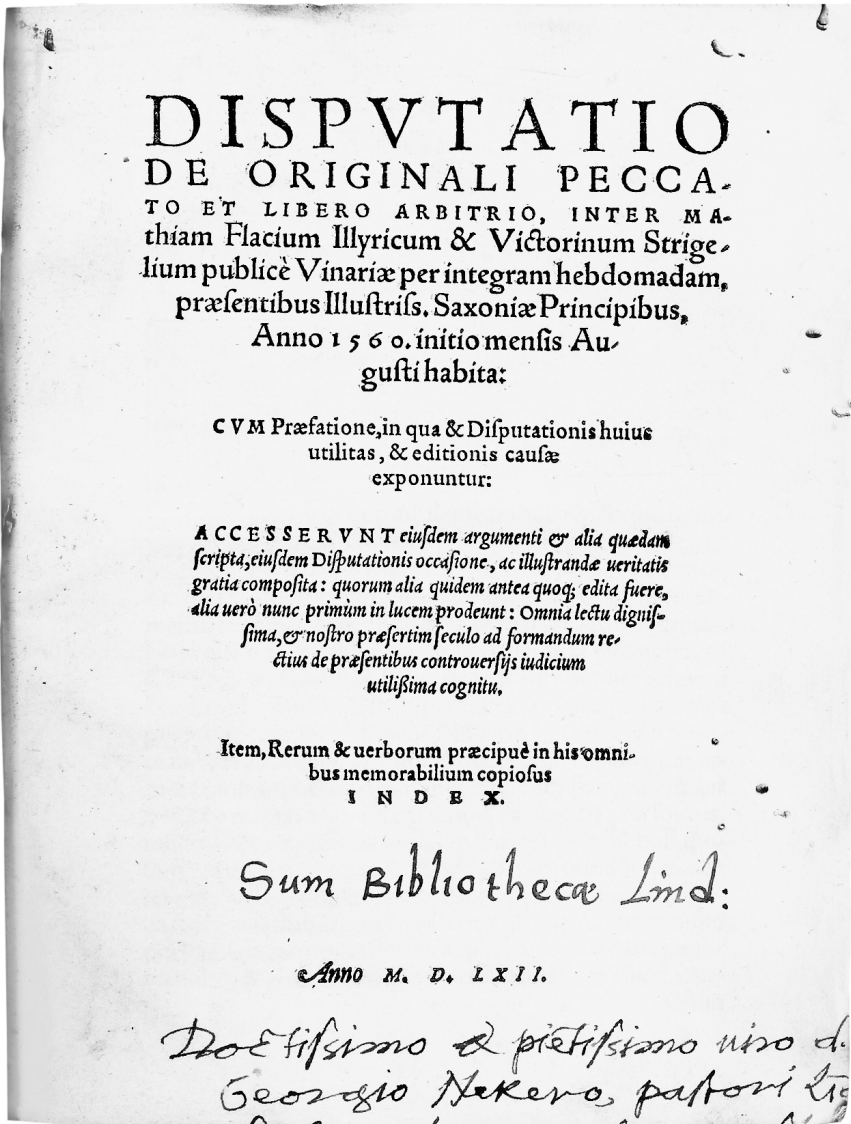 DISPVTATIO
DE ORIGINALI PECCA-
TO ET LIBERO ARBITRIO, INTER MA-
thiam Flacium Illyricum & Victorinum Strige-
lium publicè Vinariæ per integram hebdomadam,
præsentibus Illustriss. Saxoniæ Principibus,
Anno 1560. initio mensis Au-
gusti habita:
CVM Præfatione, in qua & Disputationis huius
utilitas, & editionis causæ
exponuntur:
ACCESSERVNT eiusdem argumenti & alia quædam
scripta, eiusdem Disputationis occasione, ac illustrandæ ueritatis
gratia composita: quorum alia quidem antea quoq; edita fuere,
alia uerò nunc primùm in lucem prodeunt: Omnia lectu dignis-
sima, & nostro præsertim seculo ad formandum re-
ctius de præsentibus controuersijs iudicium
utilißima cognitu.
Item, Rerum & uerborum præcipuè in his omni-
bus memorabilium copiosus
INDEX.
Sum Bibliothecæ Lind:
Anno M. D. LXII.
Doctissimo & pietissimo uiro d.
Georgio Nekero, pastori